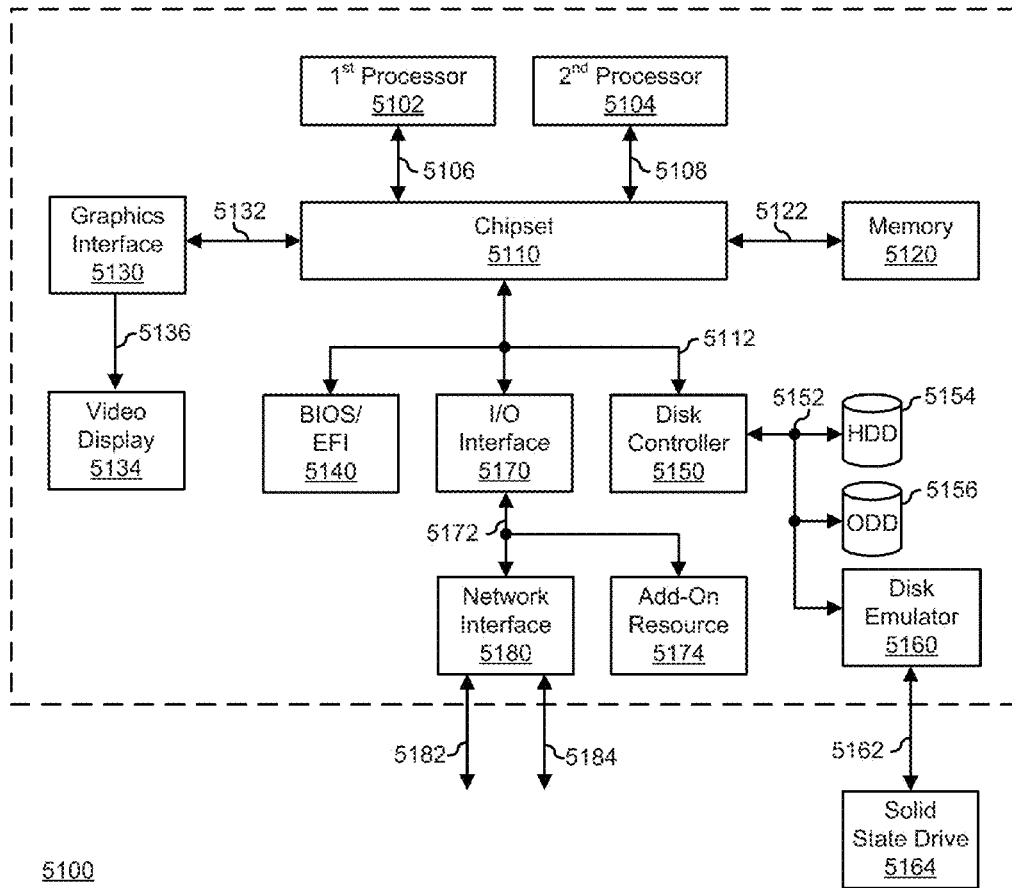 1st Processor
5102
2nd Processor
5104
5106
5108
Graphics
Interface
5130
5132
Chipset
5110
5122
Memory
5120
5136
5112
Video
Display
5134
BIOS/
EFI
5140
I/O
Interface
5170
Disk
Controller
5150
5152
5154
HDD
5156
ODD
5172
Network
Interface
5180
Add-On
Resource
5174
Disk
Emulator
5160
5182
5184
5162
Solid
State Drive
5164
5100